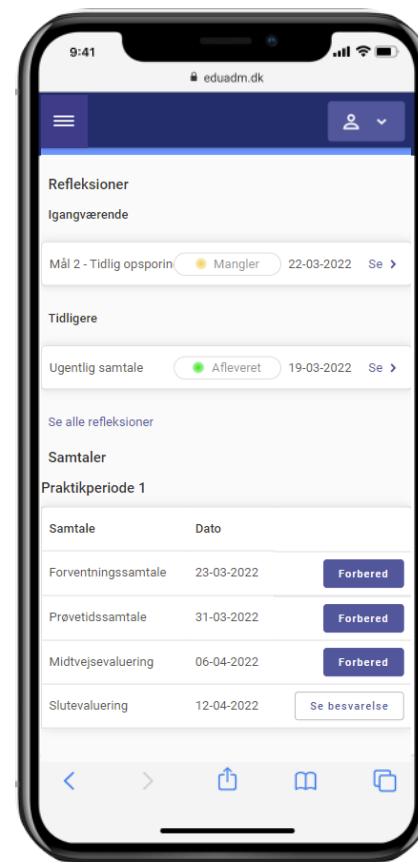 9:41
eduadm.dk
Refleksioner
Igangværende
Mål 2 - Tidlig opsporin Mangler 22-03-2022 Se
Tidligere
Ugentlig samtale Afleveret 19-03-2022 Se
Se alle refleksioner
Samtaler
Praktikperiode 1
Samtale Dato
Forventningssamtale 23-03-2022 Forbered
Prøvetidssamtale 31-03-2022 Forbered
Midtvejsevaluering 06-04-2022 Forbered
Slutevaluering 12-04-2022 Se besvarelse